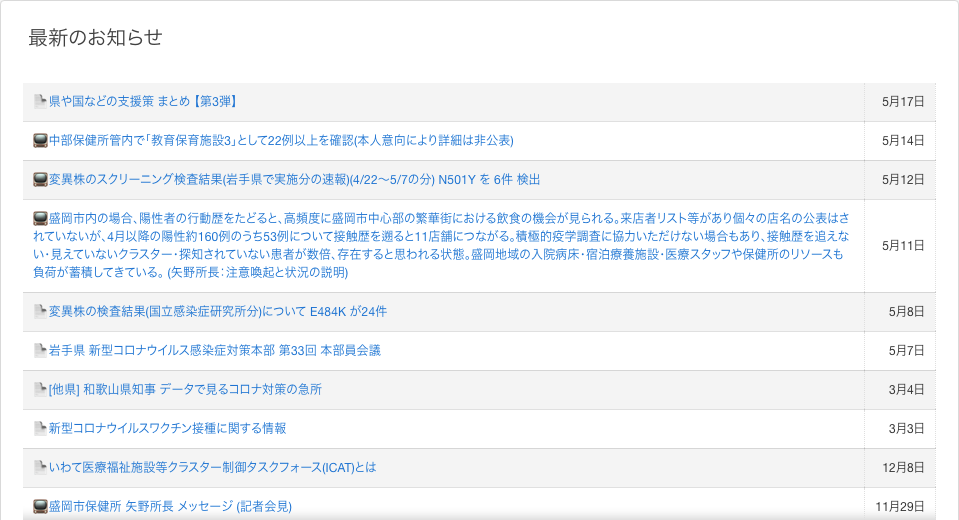 最新のお知らせ
県や国などの支援策 まとめ【第3弾】 5月17日
中部保健所管内で「教育保育施設3」として22例以上を確認(本人意向により詳細は非公表) 5月14日
変異株のスクリーニング検査結果(岩手県で実施分の速報)(4/22〜5/7の分) N501Y を 6件 検出 5月12日
盛岡市内の場合、陽性者の行動歴をたどると、高頻度に盛岡市中心部の繁華街における飲食の機会が見られる。来店者リスト等があり個々の店名の公表はさ
れていないが、4月以降の陽性約160例のうち53例について接触歴を遡ると11店舗につながる。積極的疫学調査に協力いただけない場合もあり、接触歴を追えな
い・見えていないクラスター・探知されていない患者が数倍、存在すると思われる状態。盛岡地域の入院病床・宿泊療養施設・医療スタッフや保健所のリソースも
負荷が蓄積してきている。 (矢野所長：注意喚起と状況の説明)
5月11日
変異株の検査結果(国立感染症研究所分)について E484K が24件 5月8日
岩手県 新型コロナウイルス感染症対策本部 第33回 本部員会議 5月7日
[他県] 和歌山県知事 データで見るコロナ対策の急所 3月4日
新型コロナウイルスワクチン接種に関する情報 3月3日
いわて医療福祉施設等クラスター制御タスクフォース(ICAT)とは 12月8日
盛岡市保健所 矢野所長 メッセージ (記者会見) 11月29日